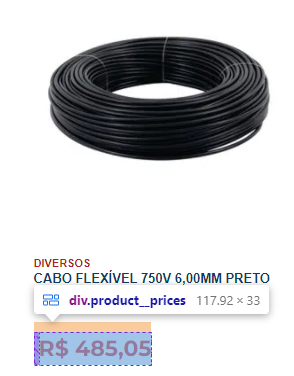 DIVERSOS
CABO FLEXÍVEL 750V 6,00MM PRETO
div.product__prices 117.92 × 33
R$ 485,05